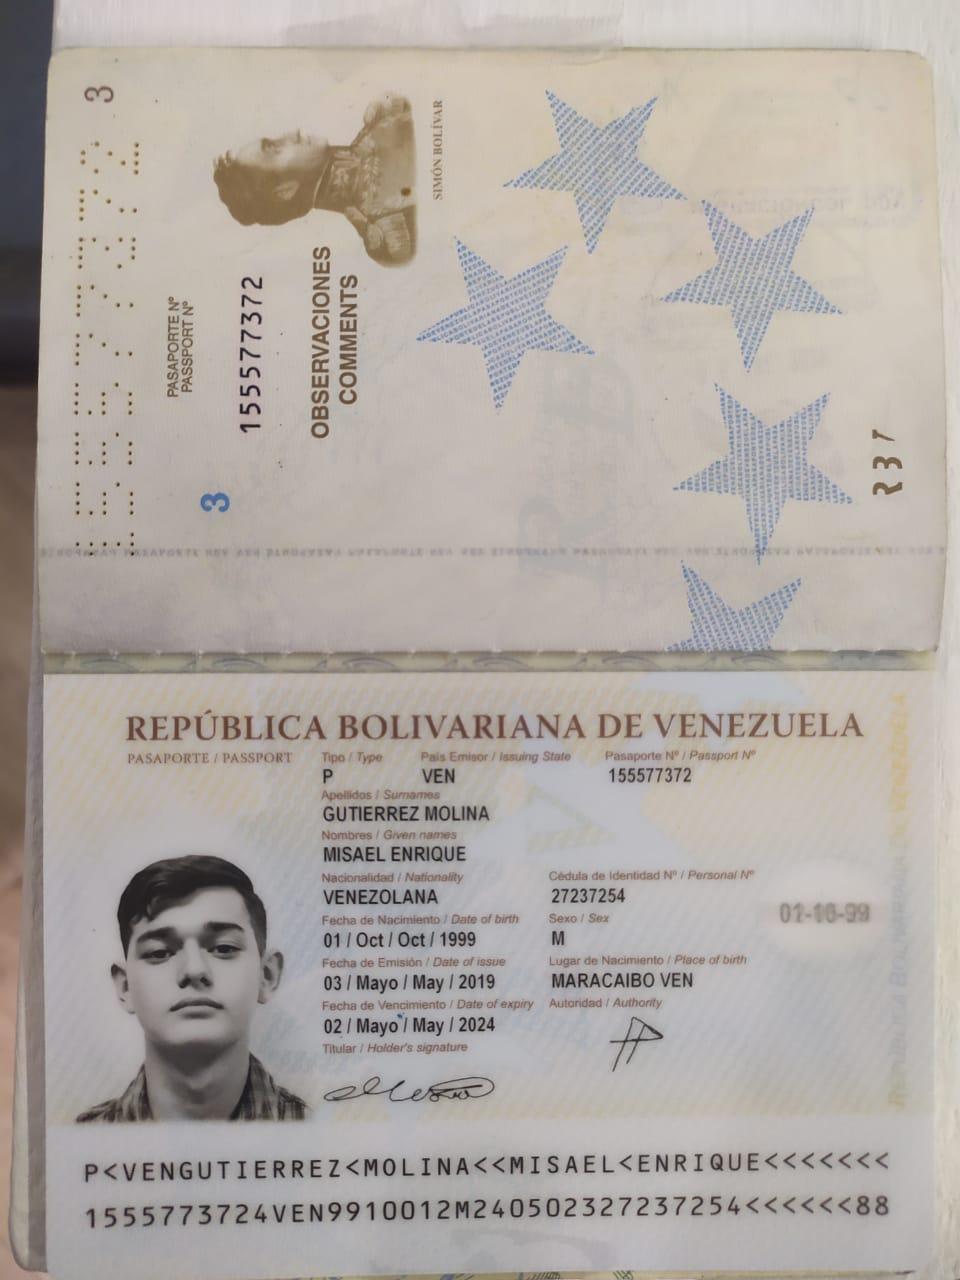 3
155577372
SIMÓN BOLÍVAR
PASAPORTE Nº
PASSPORT Nº
155577372
OBSERVACIONES
COMMENTS
3
REPÚBLICA BOLIVARIANA DE VENEZUELA
PASAPORTE / PASSPORT
Tipo / Type País Emisor / Issuing State Pasaporte Nº / Passport Nº
P VEN 155577372
Apellidos / Surnames
GUTIERREZ MOLINA
Nombres / Given names
MISAEL ENRIQUE
Nacionalidad / Nationality Cédula de Identidad Nº / Personal Nº
VENEZOLANA 27237254
Fecha de Nacimiento / Date of birth Sexo / Sex
01 / Oct / Oct / 1999 M
01-10-99
Fecha de Emisión / Date of issue Lugar de Nacimiento / Place of birth
03 / Mayo / May / 2019 MARACAIBO VEN
Fecha de Vencimiento / Date of expiry Autoridad / Authority
02 / Mayo / May / 2024
Titular / Holder's signature
P<VENGUTIERREZ<MOLINA<<MISAEL<ENRIQUE<<<<<<<
1555773724VEN9910012M240502327237254<<<<<<88